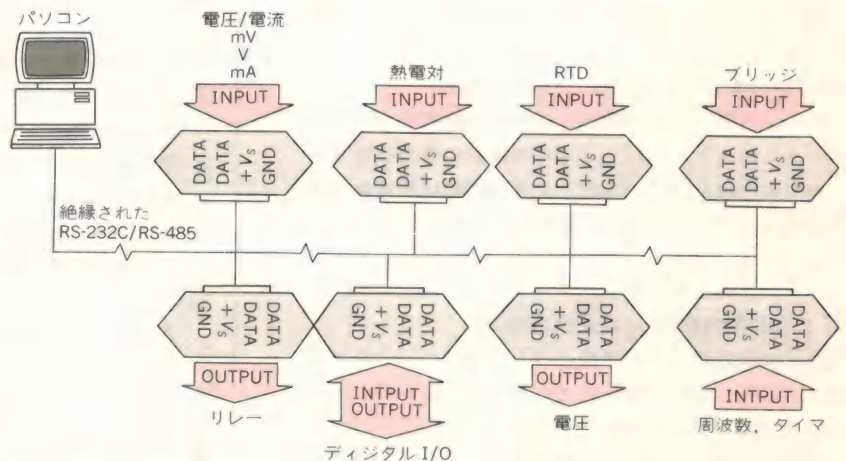 パソコン
電圧/電流
mV
V
mA
INPUT
熱電対
INPUT
RTD
INPUT
ブリッジ
INPUT
DATA
DATA
+VS
GND
DATA
DATA
+VS
GND
DATA
DATA
+VS
GND
DATA
DATA
+VS
GND
絶縁された
RS-232C/RS-485
GND
+VS
DATA
DATA
GND
+VS
DATA
DATA
GND
+VS
DATA
DATA
GND
+VS
DATA
DATA
OUTPUT
リレー
INTPUT
OUTPUT
ディジタル I/O
OUTPUT
電圧
INTPUT
周波数，タイマ